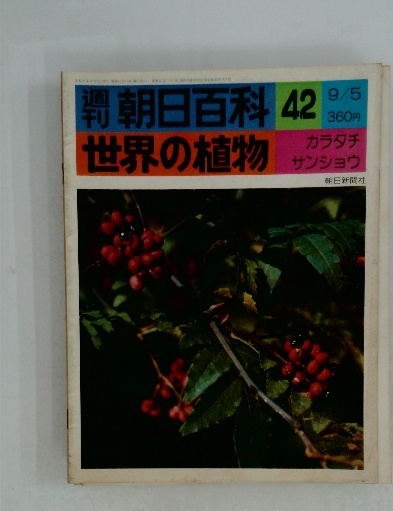 週刊 朝日百科
世界の植物
42
9/5
360円
カラタチ
サンショウ
朝日新聞社